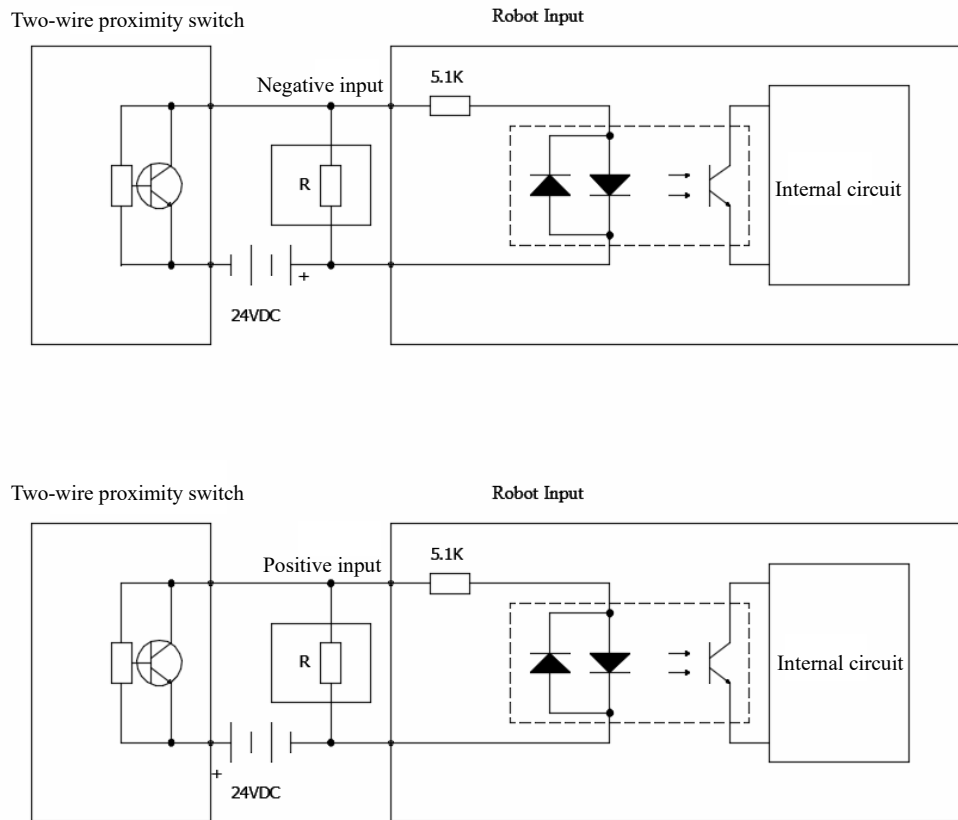 Two-wire proximity switch
Robot Input
Negative input
5.1K
R
Internal circuit
+
24VDC
Two-wire proximity switch
Robot Input
Positive input
5.1K
R
Internal circuit
+
24VDC